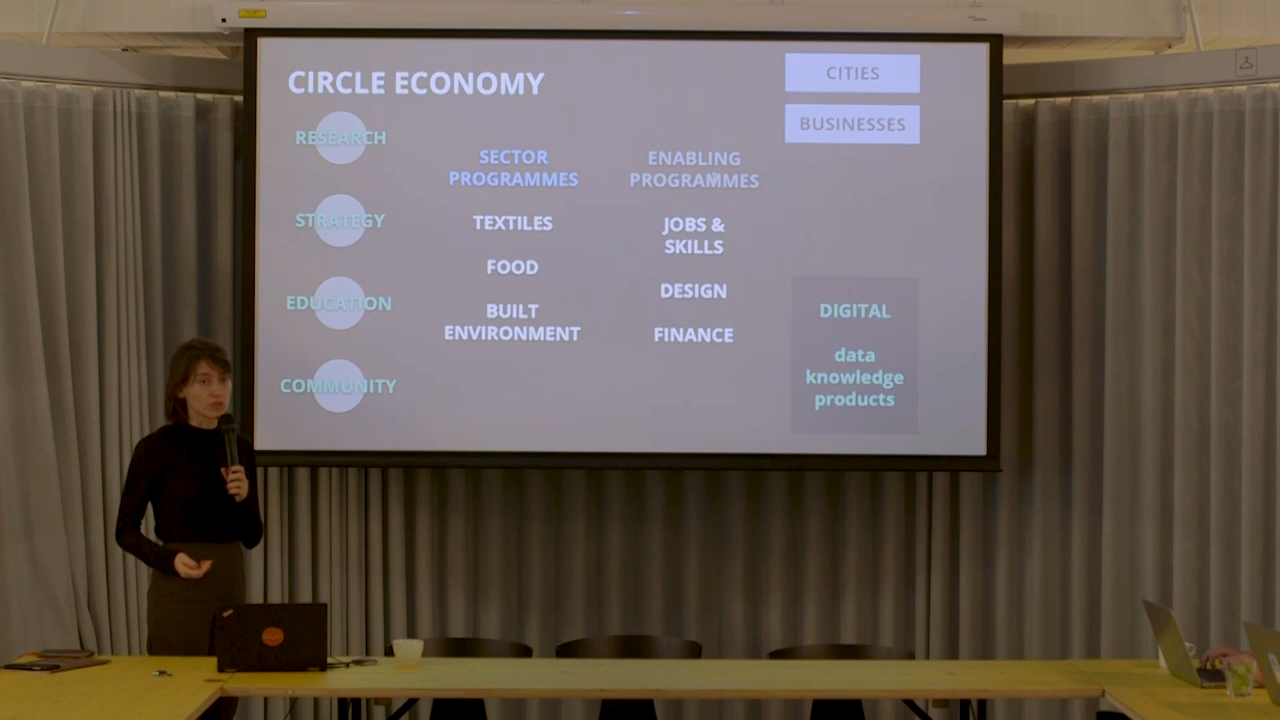 CIRCLE ECONOMY
RESEARCH
STRATEGY
EDUCATION
COMMUNITY
SECTOR
PROGRAMMES
TEXTILES
FOOD
BUILT
ENVIRONMENT
ENABLING
PROGRAMMES
JOBS &
SKILLS
DESIGN
FINANCE
CITIES
BUSINESSES
DIGITAL
data
knowledge
products